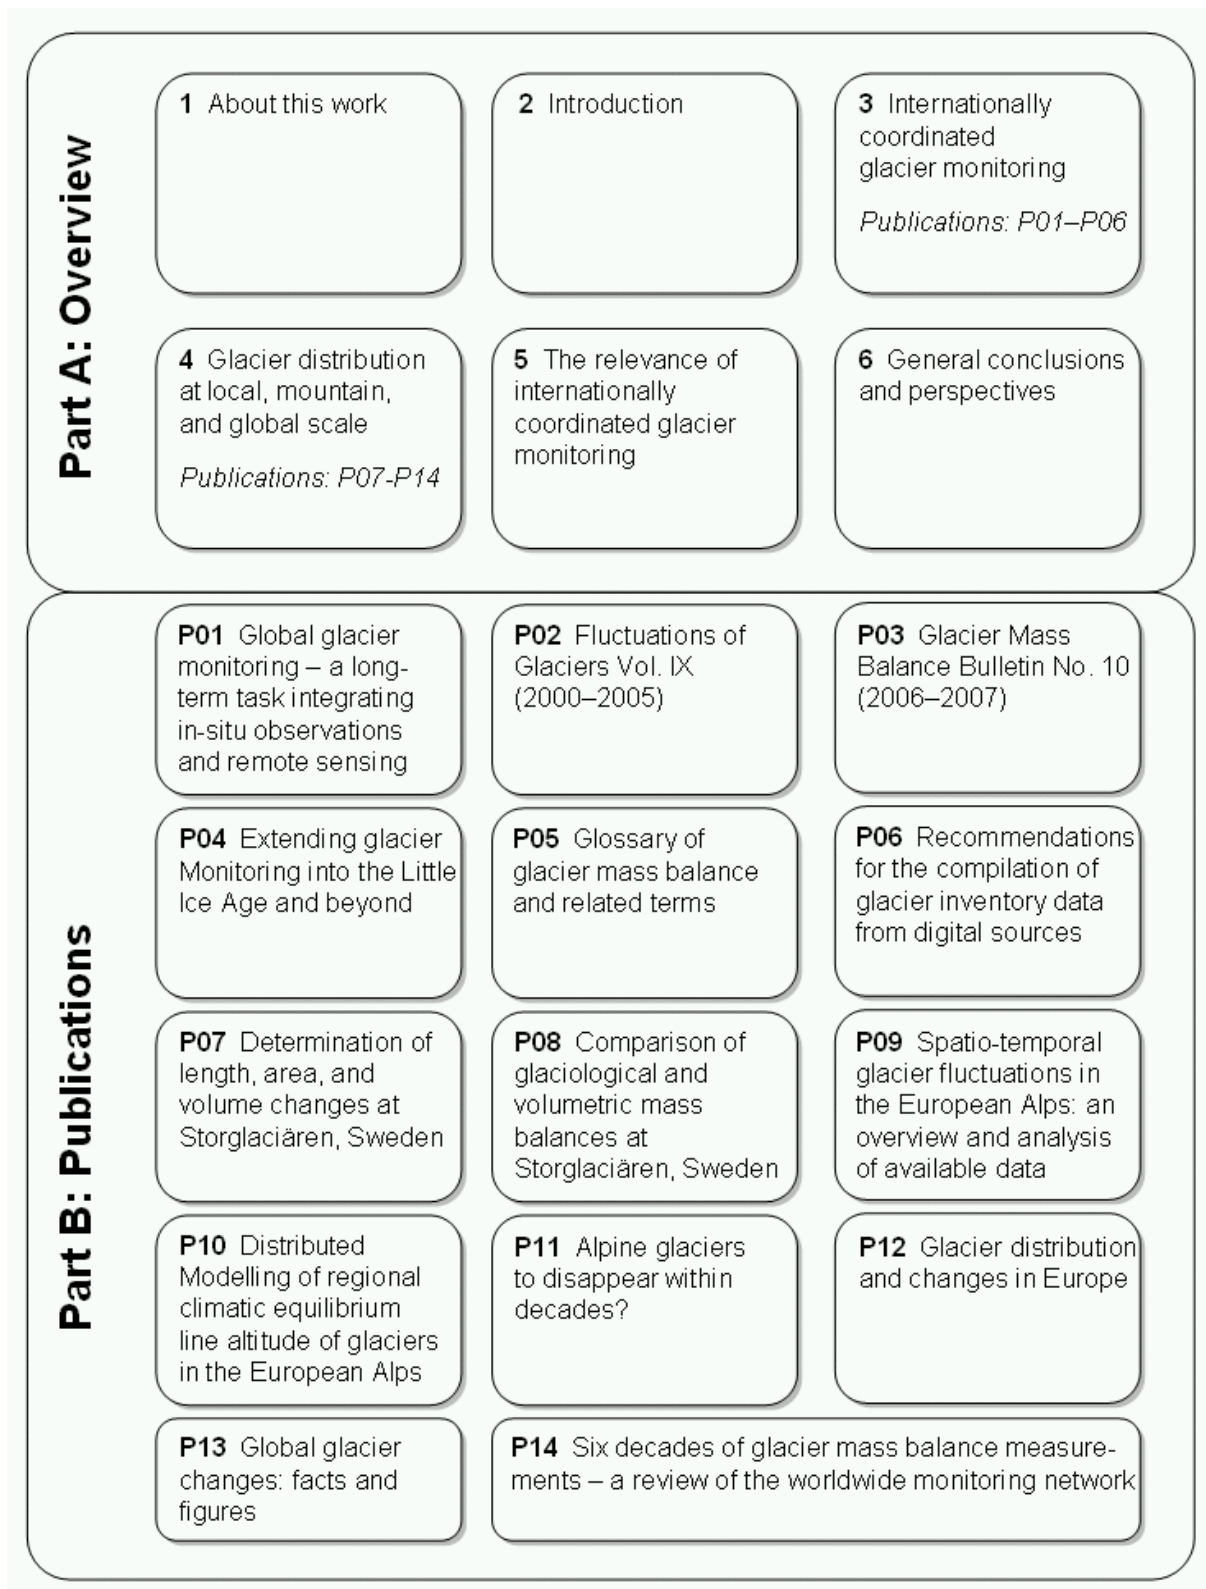 Part A: Overview
1 About this work
2 Introduction
3 Internationally
coordinated
glacier monitoring
Publications: P01–P06
4 Glacier distribution
at local, mountain,
and global scale
Publications: P07-P14
5 The relevance of
internationally
coordinated glacier
monitoring
6 General conclusions
and perspectives
Part B: Publications
P01 Global glacier
monitoring – a long-
term task integrating
in-situ observations
and remote sensing
P02 Fluctuations of
Glaciers Vol. IX
(2000–2005)
P03 Glacier Mass
Balance Bulletin No. 10
(2006–2007)
P04 Extending glacier
Monitoring into the Little
Ice Age and beyond
P05 Glossary of
glacier mass balance
and related terms
P06 Recommendations
for the compilation of
glacier inventory data
from digital sources
P07 Determination of
length, area, and
volume changes at
Storglaciären, Sweden
P08 Comparison of
glaciological and
volumetric mass
balances at
Storglaciären, Sweden
P09 Spatio-temporal
glacier fluctuations in
the European Alps: an
overview and analysis
of available data
P10 Distributed
Modelling of regional
climatic equilibrium
line altitude of glaciers
in the European Alps
P11 Alpine glaciers
to disappear within
decades?
P12 Glacier distribution
and changes in Europe
P13 Global glacier
changes: facts and
figures
P14 Six decades of glacier mass balance measure-
ments – a review of the worldwide monitoring network